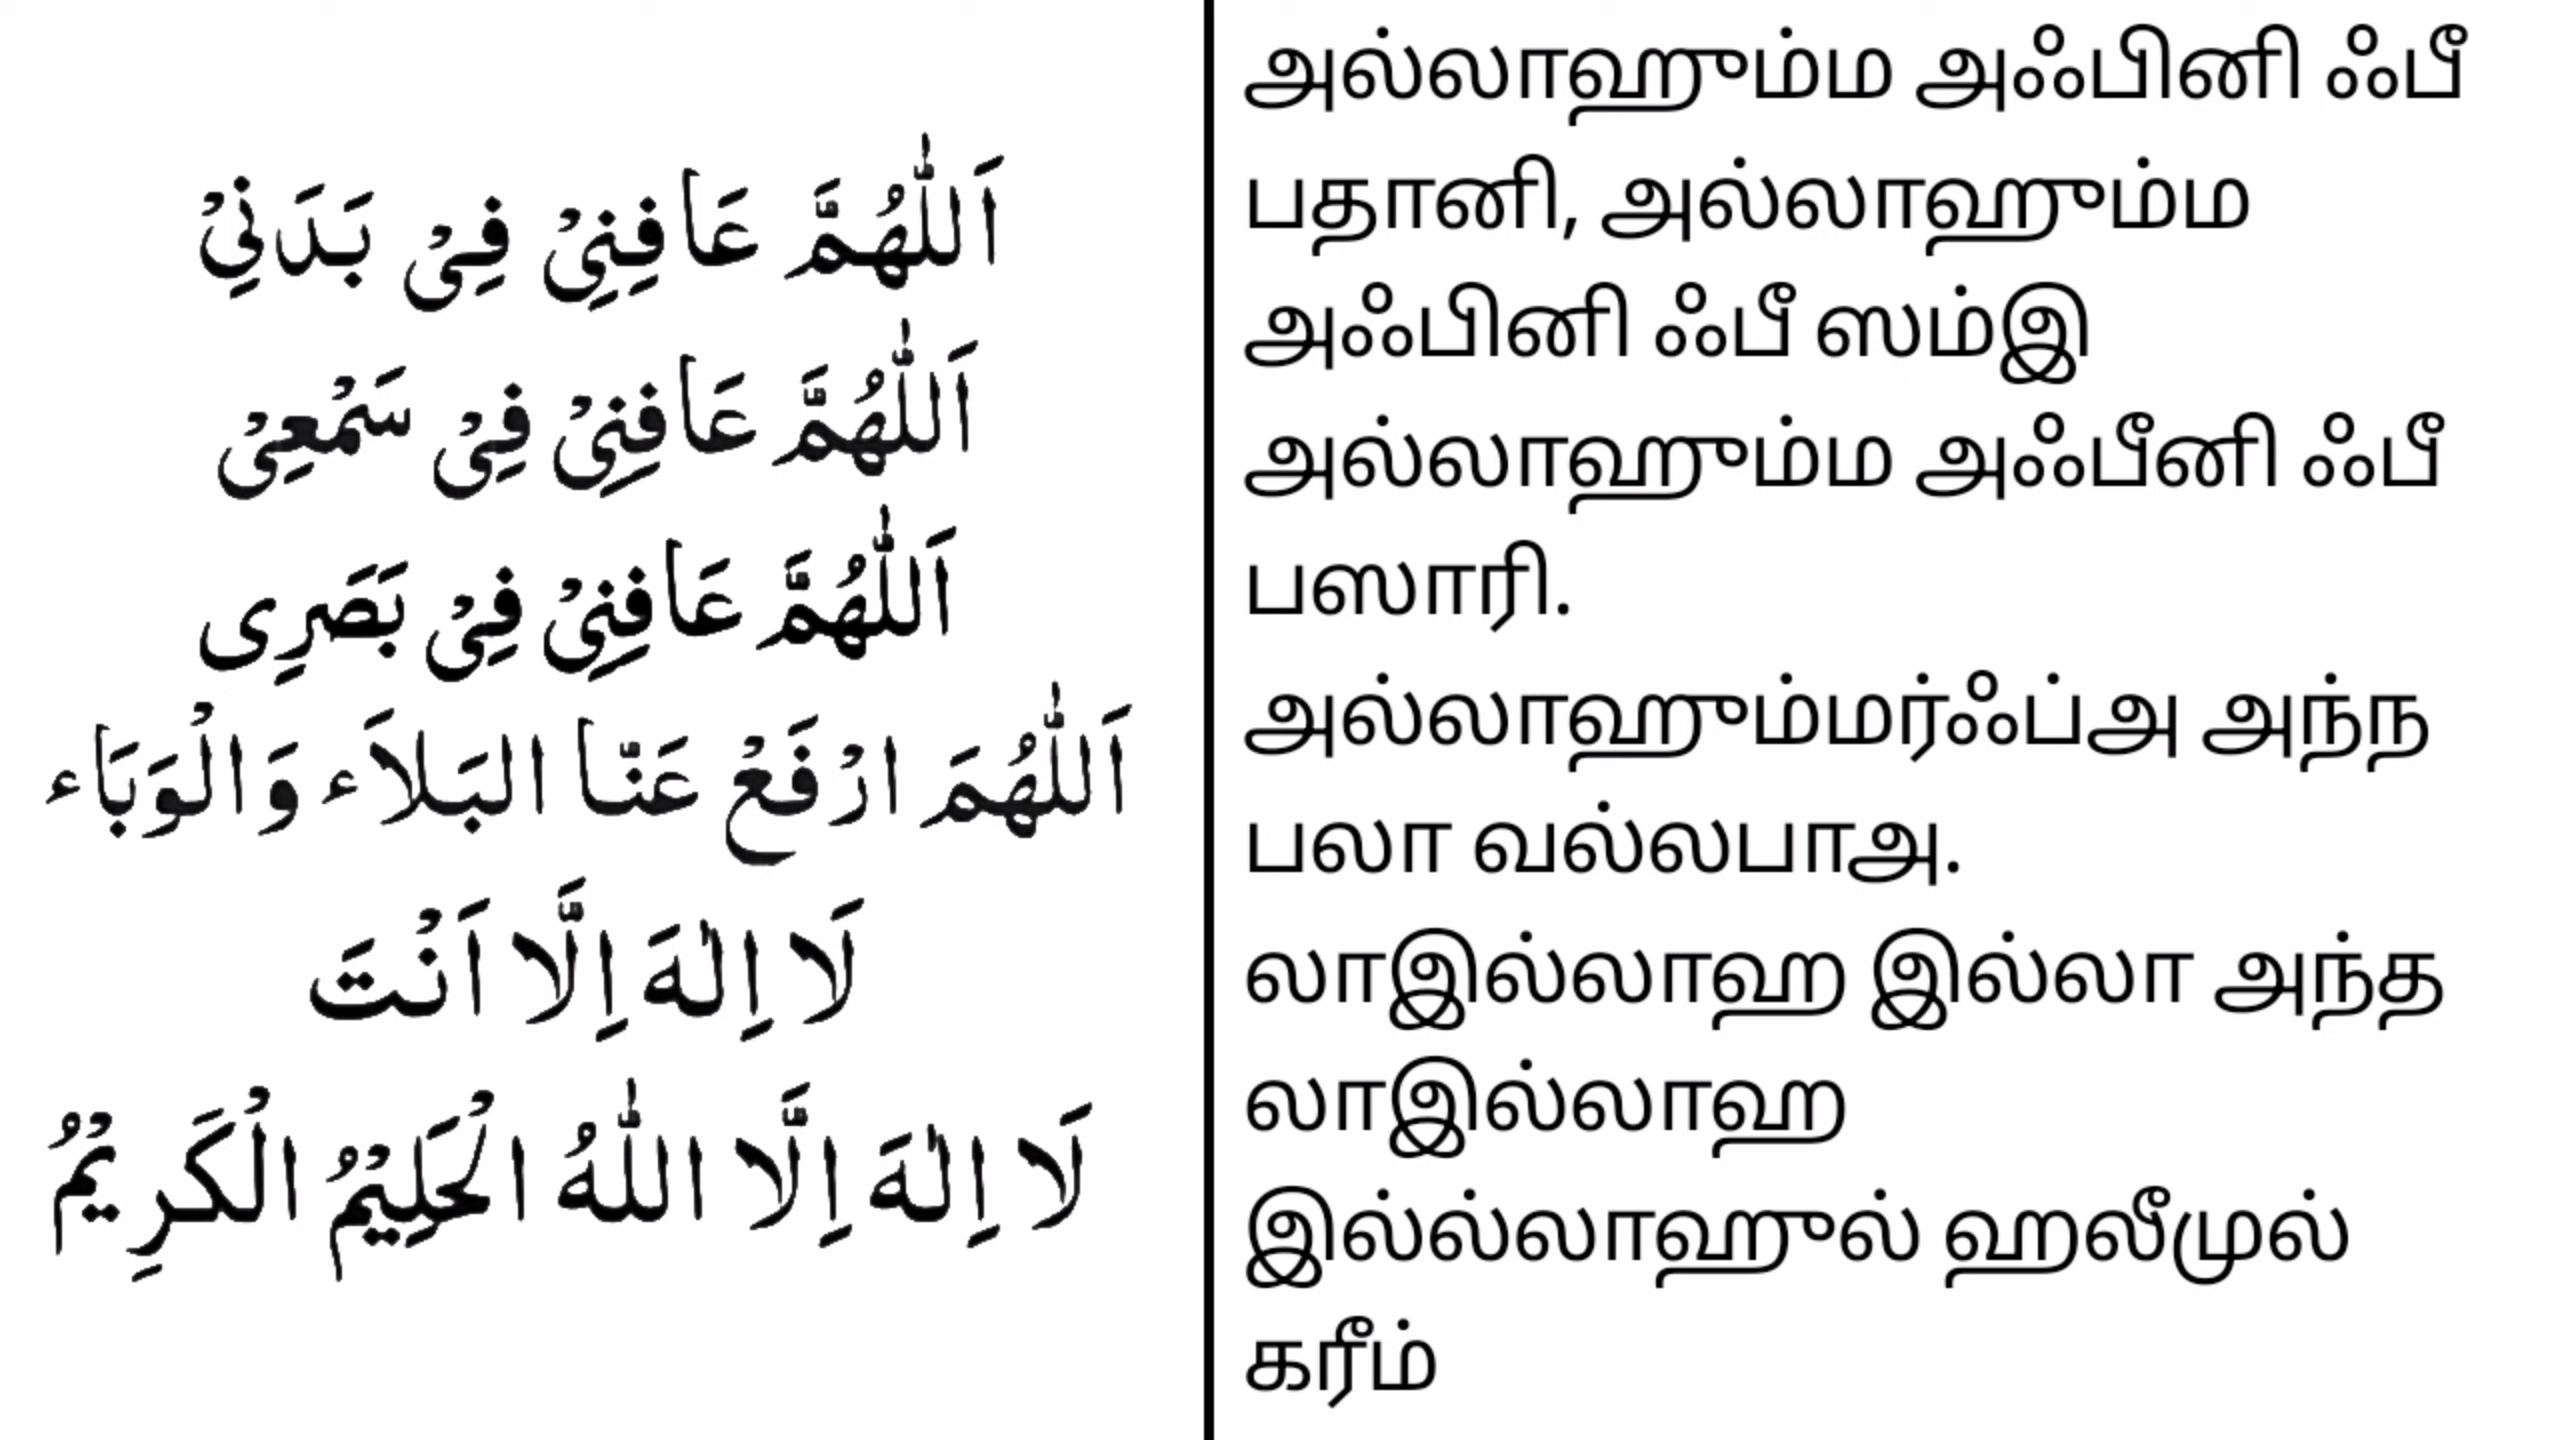 اَللّٰهُمَّ عَافِنِيْ فِيْ بَدَنِيْ
اَللّٰهُمَّ عَافِنِيْ فِيْ سَمْعِيْ
اَللّٰهُمَّ عَافِنِيْ فِيْ بَصَرِى
اَللّٰهُمَ ارْفَعْ عَنَّا البَلاَء وَالْوَبَاء
لَا اِلٰهَ اِلَّا اَنْتَ
لَا اِلٰهَ اِلَّا اللّٰهُ الْحَلِيْمُ الْكَرِيْمُ
அல்லாஹும்ம அஃபினி ஃபீ
பதானி, அல்லாஹும்ம
அஃபினி ஃபீ ஸம்இ
அல்லாஹும்ம அஃபீனி ஃபீ
பஸாரி.
அல்லாஹும்மர்ஃப்அ அந்ந
பலா வல்லபாஅ.
லாஇல்லாஹ இல்லா அந்த
லாஇல்லாஹ
இல்ல்லாஹுல் ஹலீமுல்
கரீம்